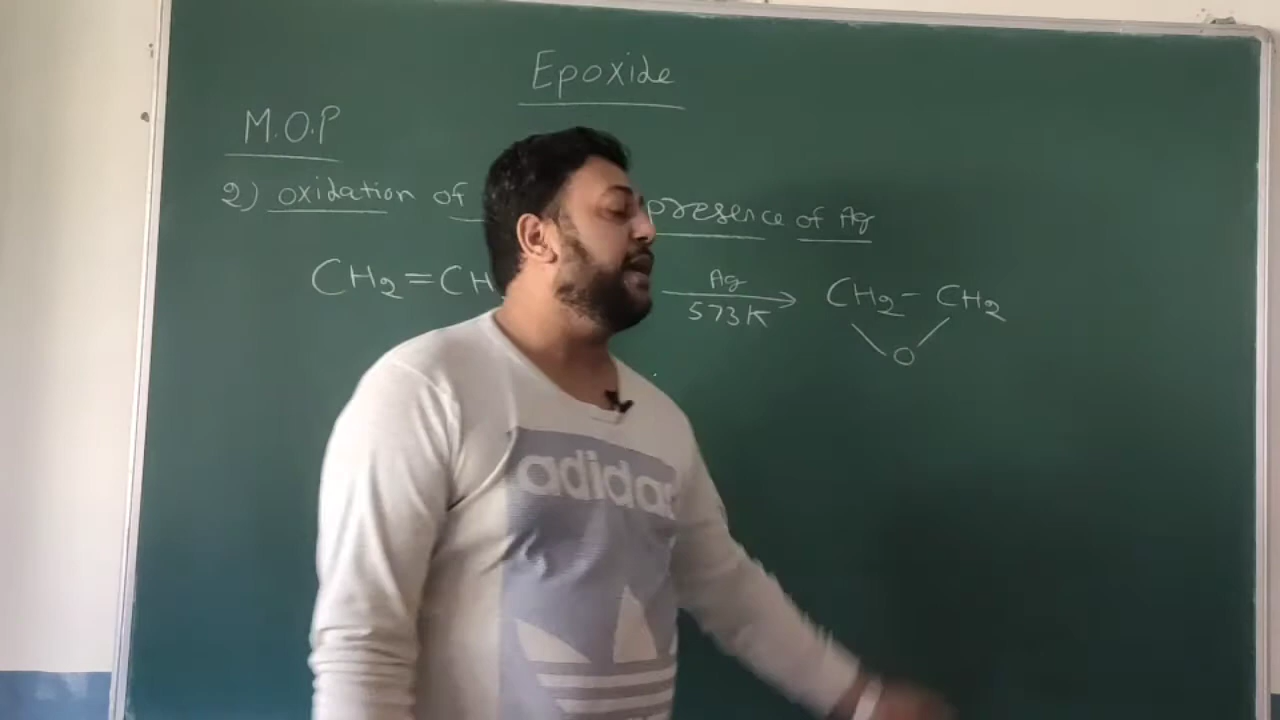 Epoxide
M.O.P
2) oxidation of presence of Ag
CH2=CH Ag CH2-CH2
573K
O
adidas